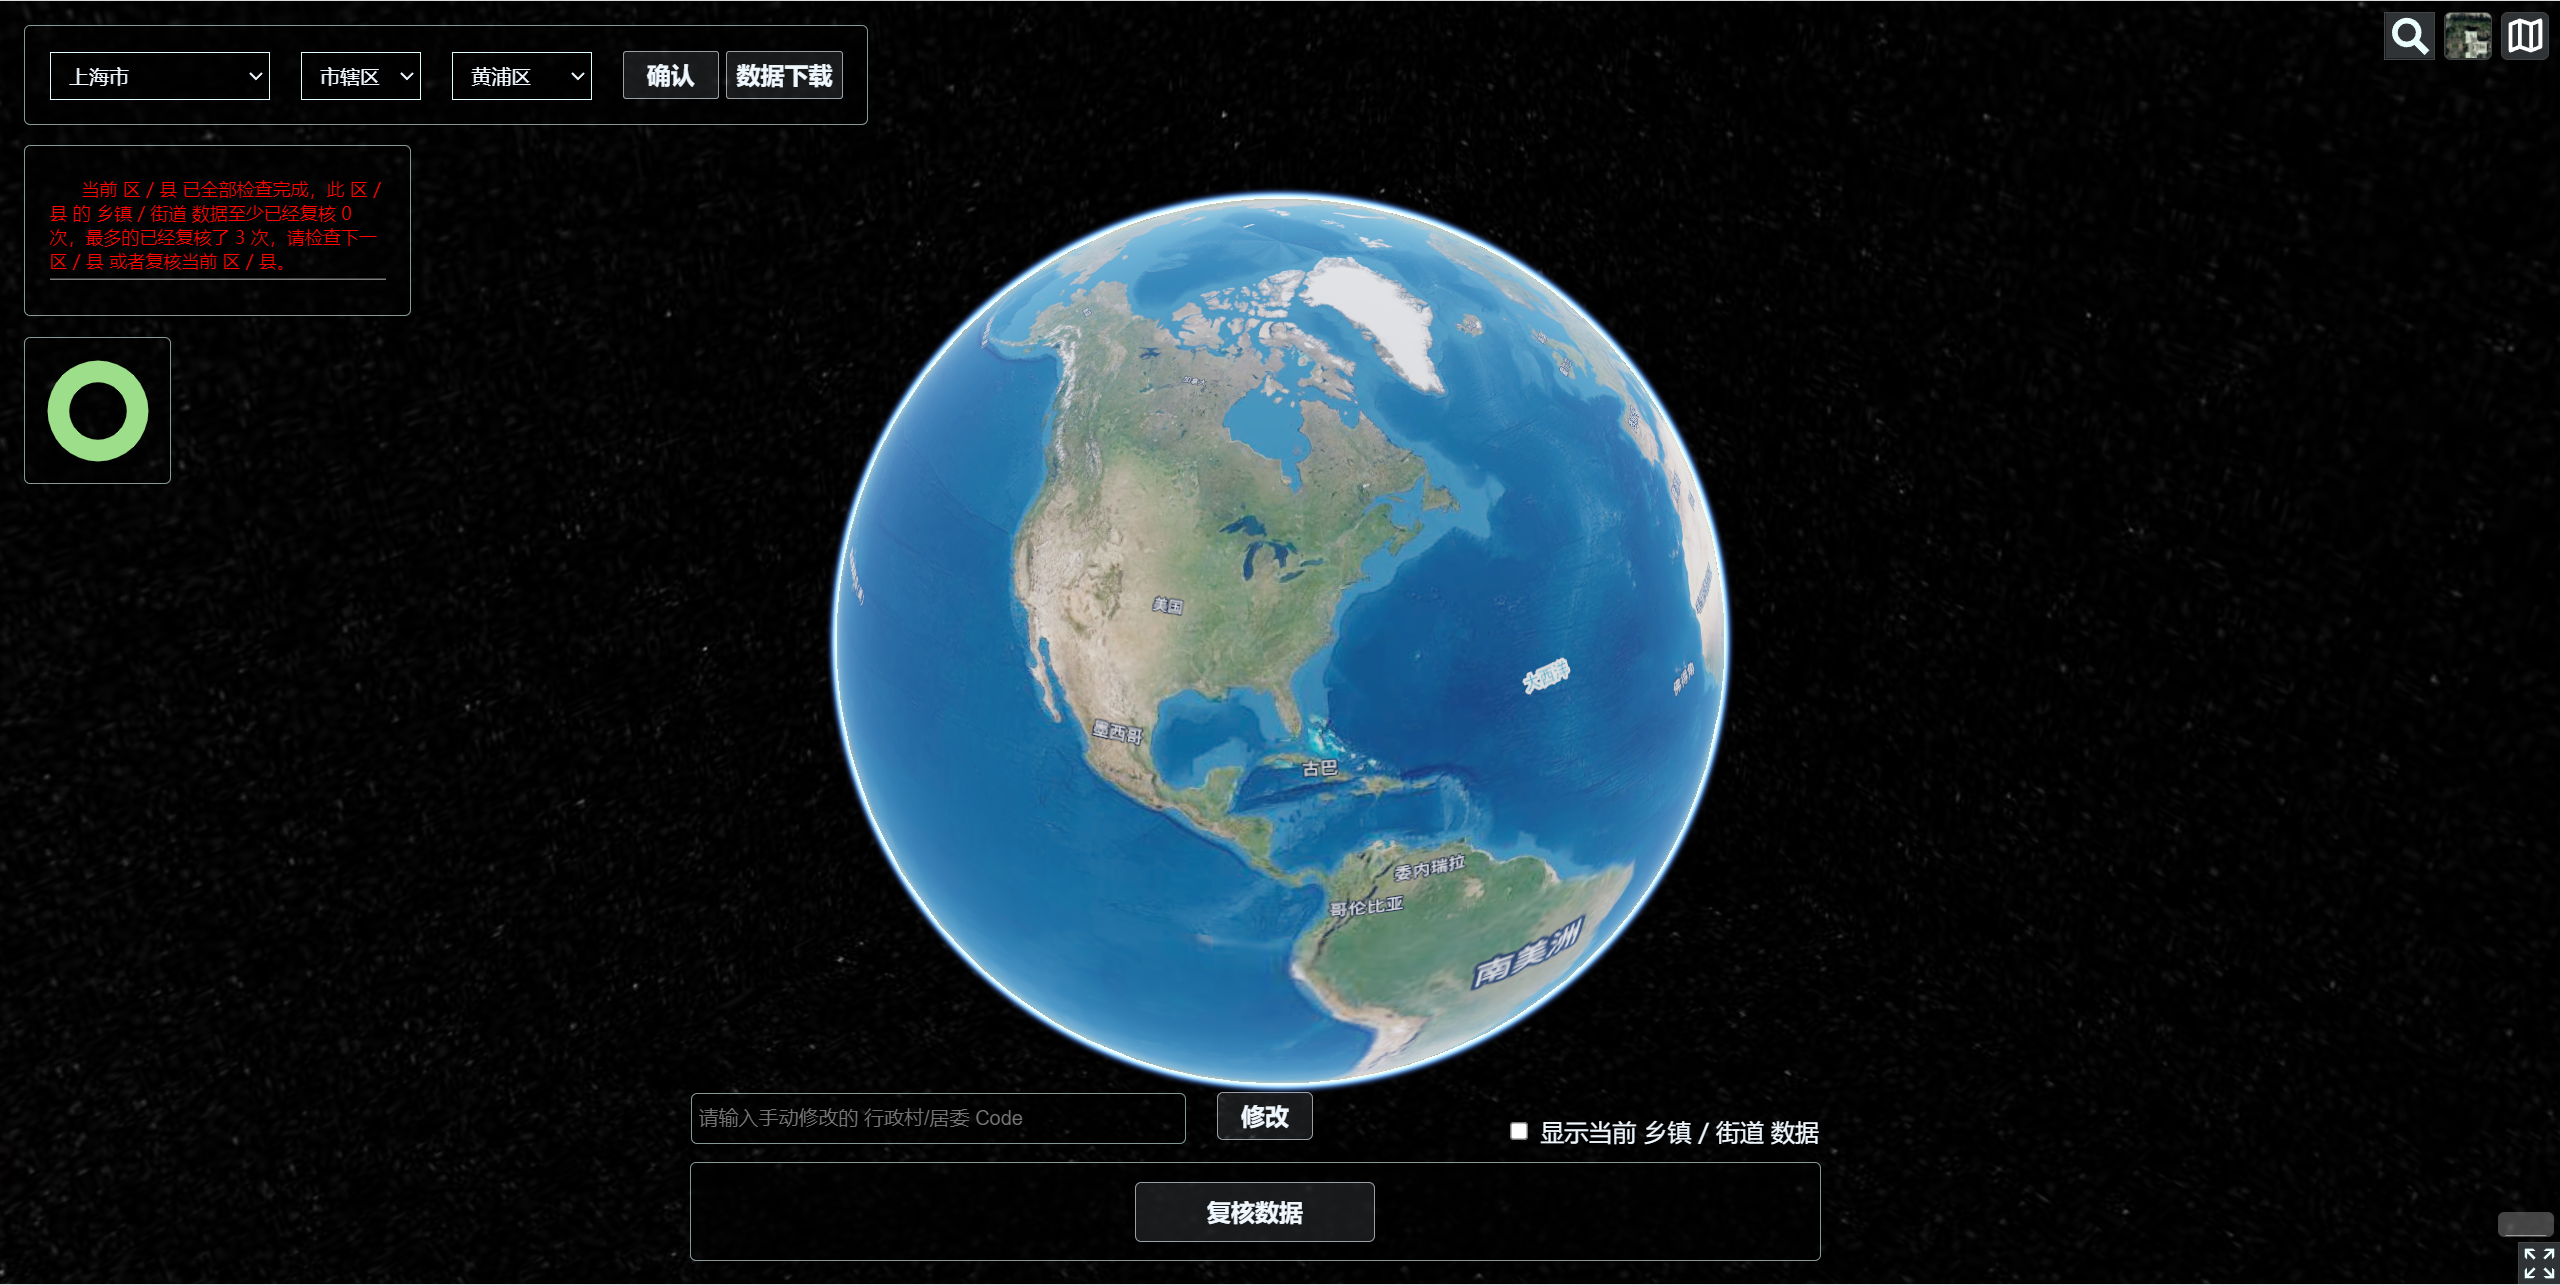 上海市
市辖区
黄浦区
确认
数据下载
当前 区 / 县 已全部检查完成，此 区 /
县 的 乡镇 / 街道 数据至少已经复核 0
次，最多的已经复核了 3 次，请检查下一
区 / 县 或者复核当前 区 / 县。
加拿大
美国
大西洋
佛得角
墨西哥
古巴
委内瑞拉
哥伦比亚
南美洲
请输入手动修改的 行政村/居委 Code
修改
显示当前 乡镇 / 街道 数据
复核数据